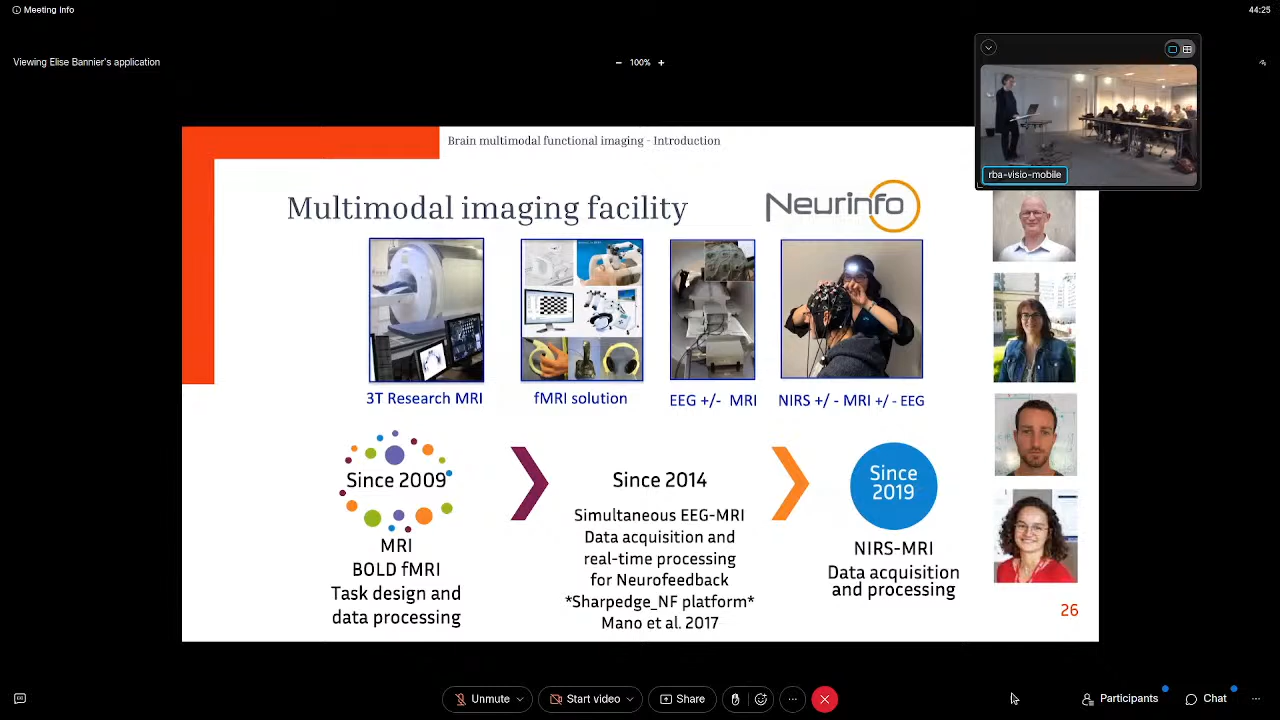 Meeting Info
44:25
Viewing Elise Bannier's application
100%
rba-visio-mobile
Brain multimodal functional imaging - Introduction
Multimodal imaging facility
Neurinfo
3T Research MRI
fMRI solution
EEG +/- MRI
NIRS +/ - MRI +/ - EEG
Since 2009
MRI
BOLD fMRI
Task design and
data processing
Since 2014
Simultaneous EEG-MRI
Data acquisition and
real-time processing
for Neurofeedback
*Sharpedge_NF platform*
Mano et al. 2017
Since
2019
NIRS-MRI
Data acquisition
and processing
26
Unmute
Start video
Share
Participants
Chat